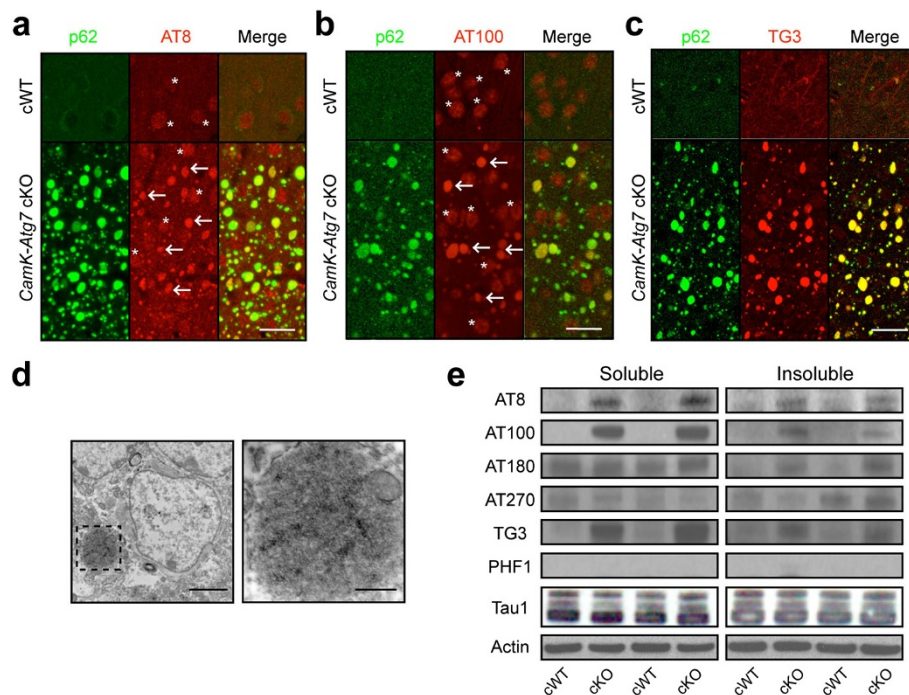 a
p62 AT8 Merge
cWT
CamK-Atg7 cKO
b
p62 AT100 Merge
cWT
CamK-Atg7 cKO
c
p62 TG3 Merge
cWT
CamK-Atg7 cKO
d
e
Soluble Insoluble
AT8
AT100
AT180
AT270
TG3
PHF1
Tau1
Actin
cWT cKO cWT cKO cWT cKO cWT cKO